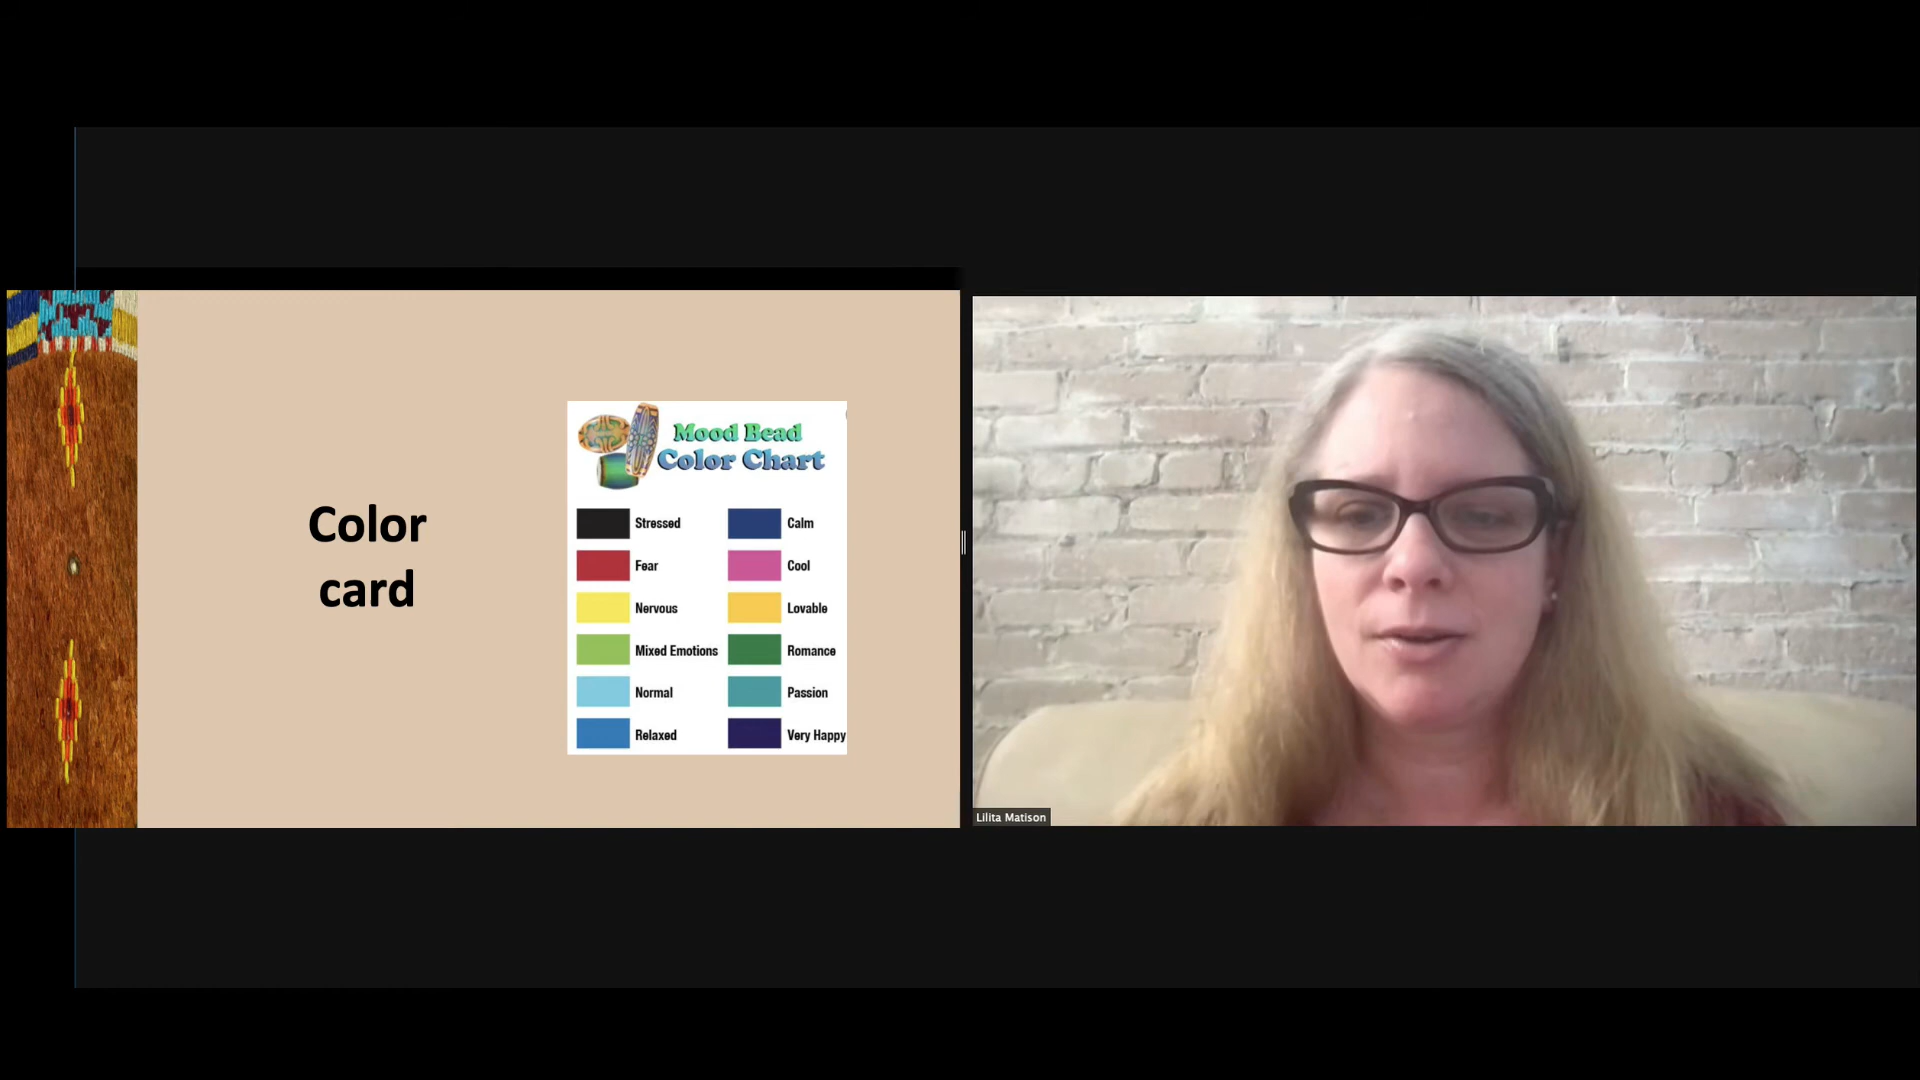 Color
card
Mood Bead
Color Chart
Stressed
Calm
Fear
Cool
Nervous
Lovable
Mixed Emotions
Romance
Normal
Passion
Relaxed
Very Happy
Lilita Matison